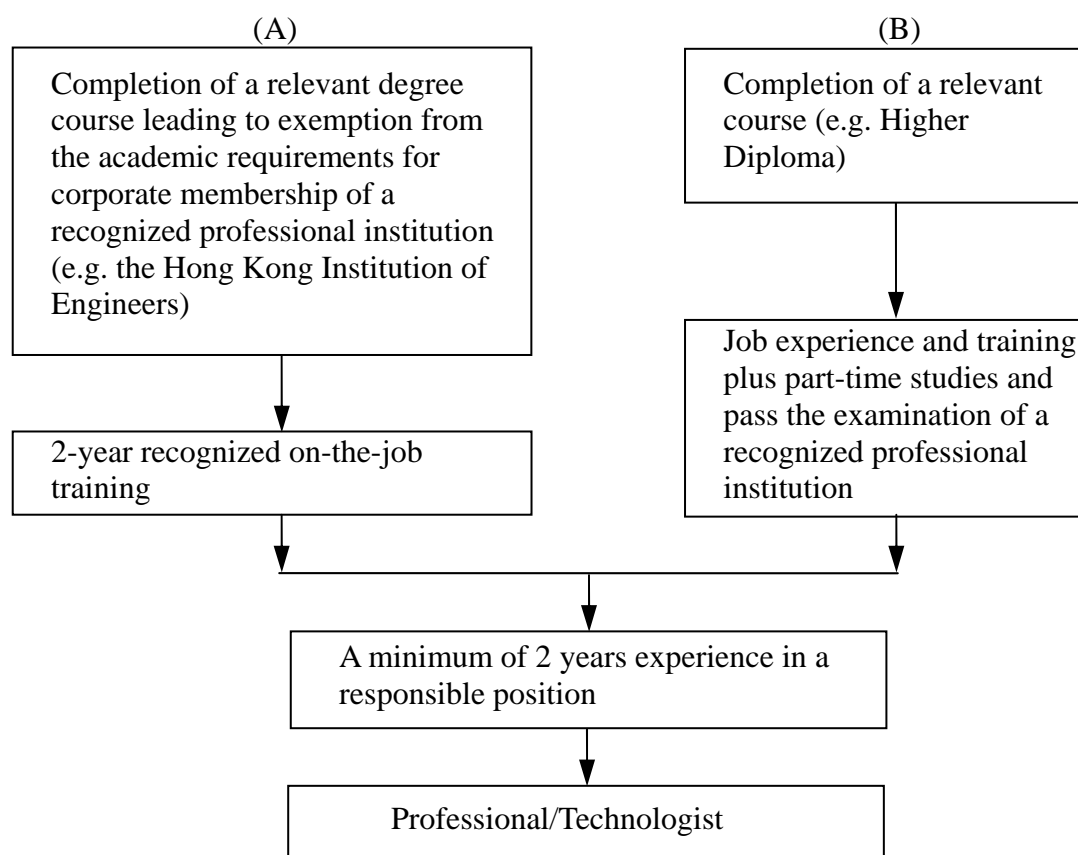 (A)
Completion of a relevant degree
course leading to exemption from
the academic requirements for
corporate membership of a
recognized professional institution
(e.g. the Hong Kong Institution of
Engineers)
2-year recognized on-the-job
training
(B)
Completion of a relevant
course (e.g. Higher
Diploma)
Job experience and training
plus part-time studies and
pass the examination of a
recognized professional
institution
A minimum of 2 years experience in a
responsible position
Professional/Technologist